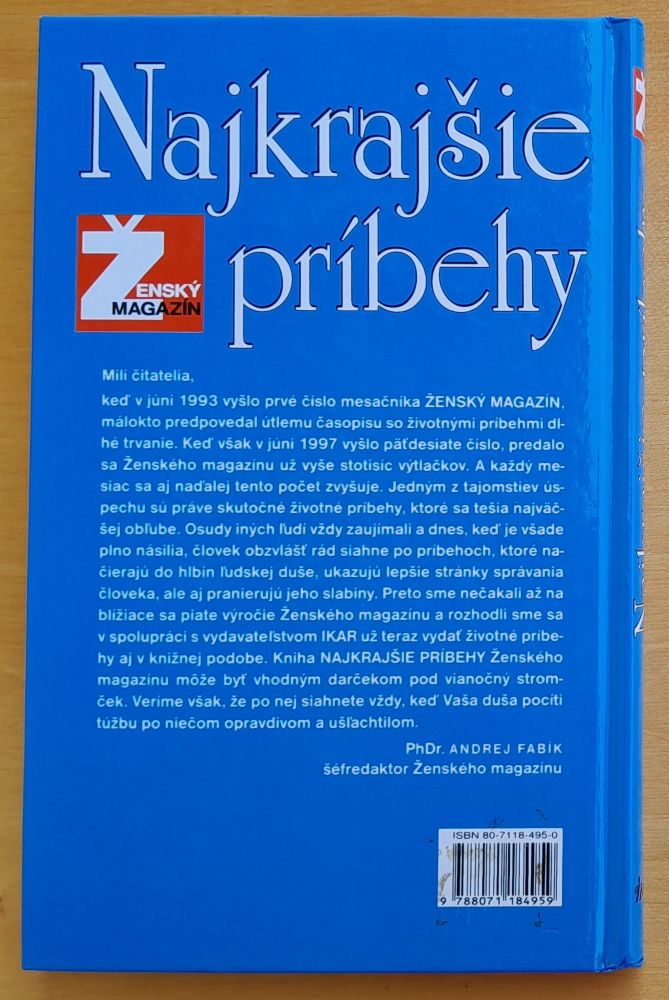 Najkrajšie
príbehy
ŽENSKÝ
MAGAZÍN
Milí čitatelia,
keď v júni 1993 vyšlo prvé číslo mesačníka ŽENSKÝ MAGAZÍN,
málokto predpovedal útlemu časopisu so životnými príbehmi dl-
hé trvanie. Keď však v júni 1997 vyšlo päťdesiate číslo, predalo
sa Ženského magazínu už vyše stotisíc výtlačkov. A každý me-
siac sa aj naďalej tento počet zvyšuje. Jedným z tajomstiev ús-
pechu sú práve skutočné životné príbehy, ktoré sa tešia najväč-
šej obľube. Osudy iných ľudí vždy zaujímali a dnes, keď je všade
plno násilia, človek obzvlášť rád siahne po príbehoch, ktoré na-
čierajú do hlbín ľudskej duše, ukazujú lepšie stránky správania
človeka, ale aj pranierujú jeho slabiny. Preto sme nečakali až na
blížiace sa piate výročie Ženského magazínu a rozhodli sme sa
v spolupráci s vydavateľstvom IKAR už teraz vydať životné príbe-
hy aj v knižnej podobe. Kniha NAJKRAJŠIE PRÍBEHY Ženského
magazínu môže byť vhodným darčekom pod vianočný strom-
ček. Veríme však, že po nej siahnete vždy, keď Vaša duša pocíti
túžbu po niečom opravdivom a ušľachtilom.
PhDr. ANDREJ FABÍK
šéfredaktor Ženského magazínu
ISBN 80-7118-495-0
9 788071 184959